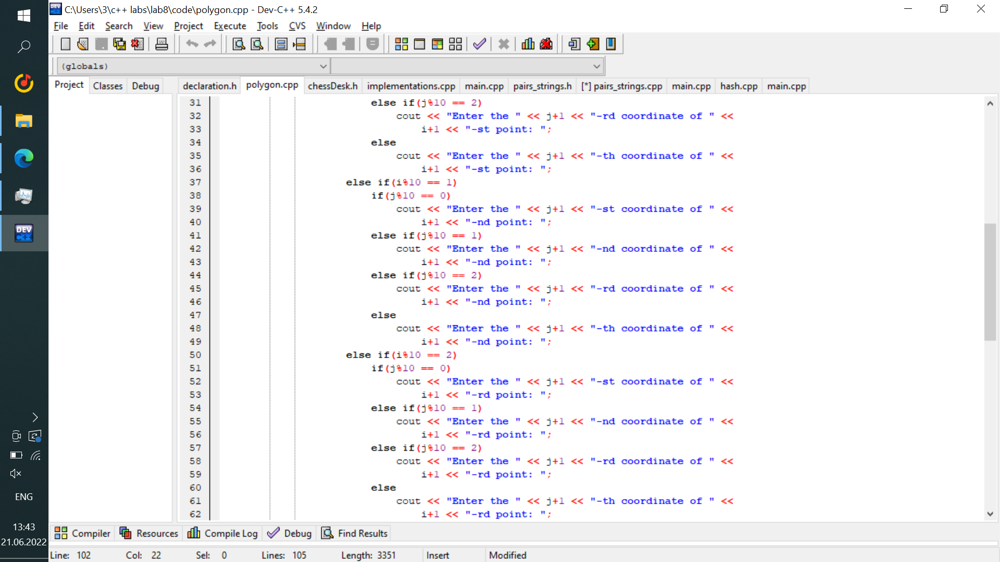 C:\Users\3\c++ labs\lab8\code\polygon.cpp - Dev-C++ 5.4.2
File Edit Search View Project Execute Tools CVS Window Help
(globals)
Project Classes Debug
declaration.h polygon.cpp chessDesk.h implementations.cpp main.cpp pairs_strings.h [*] pairs_strings.cpp main.cpp hash.cpp main.cpp
31 else if(j%10 == 2)
32 cout << "Enter the " << j+1 << "-rd coordinate of " <<
33 i+1 << "-st point: ";
34 else
35 cout << "Enter the " << j+1 << "-th coordinate of " <<
36 i+1 << "-st point: ";
37 else if(i%10 == 1)
38 if(j%10 == 0)
39 cout << "Enter the " << j+1 << "-st coordinate of " <<
40 i+1 << "-nd point: ";
41 else if(j%10 == 1)
42 cout << "Enter the " << j+1 << "-nd coordinate of " <<
43 i+1 << "-nd point: ";
44 else if(j%10 == 2)
45 cout << "Enter the " << j+1 << "-rd coordinate of " <<
46 i+1 << "-nd point: ";
47 else
48 cout << "Enter the " << j+1 << "-th coordinate of " <<
49 i+1 << "-nd point: ";
50 else if(i%10 == 2)
51 if(j%10 == 0)
52 cout << "Enter the " << j+1 << "-st coordinate of " <<
53 i+1 << "-rd point: ";
54 else if(j%10 == 1)
55 cout << "Enter the " << j+1 << "-nd coordinate of " <<
56 i+1 << "-rd point: ";
57 else if(j%10 == 2)
58 cout << "Enter the " << j+1 << "-rd coordinate of " <<
59 i+1 << "-rd point: ";
60 else
61 cout << "Enter the " << j+1 << "-th coordinate of " <<
62 i+1 << "-rd point: ";
Compiler Resources Compile Log Debug Find Results
Line: 102 Col: 22 Sel: 0 Lines: 105 Length: 3351 Insert Modified
DEV
C++
ENG
13:43
21.06.2022